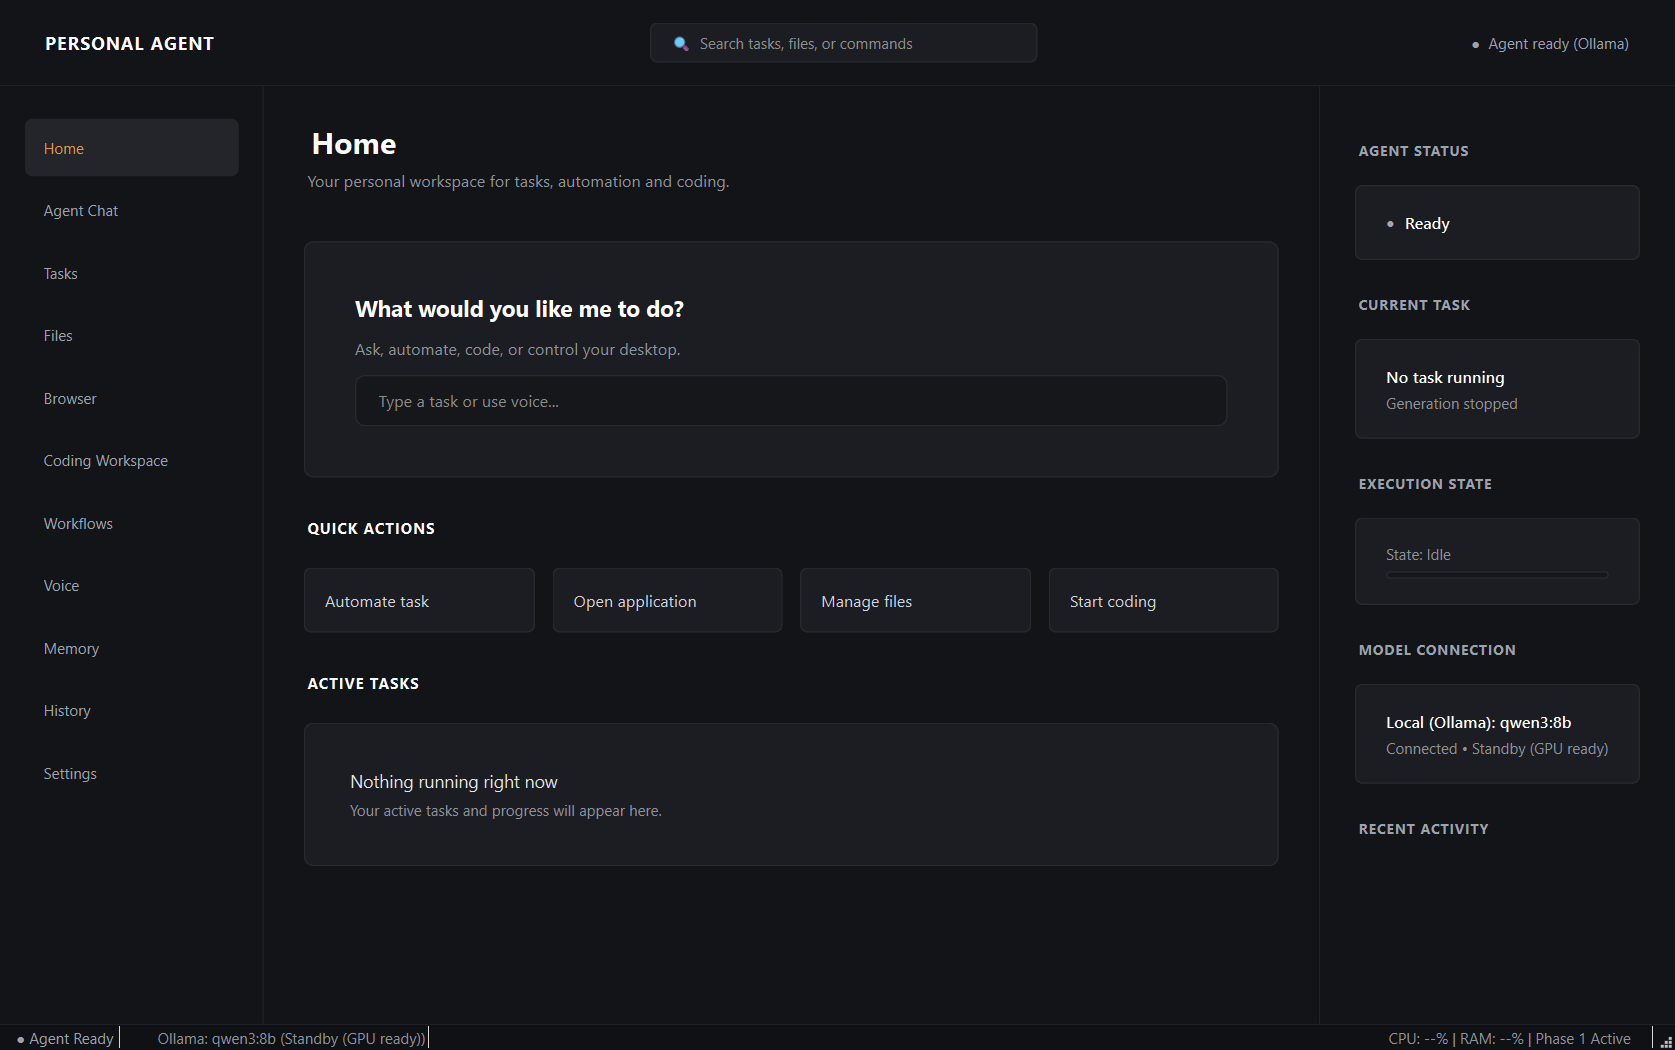 PERSONAL AGENT
Search tasks, files, or commands
● Agent ready (Ollama)
Home
Agent Chat
Tasks
Files
Browser
Coding Workspace
Workflows
Voice
Memory
History
Settings
Home
Your personal workspace for tasks, automation and coding.
What would you like me to do?
Ask, automate, code, or control your desktop.
Type a task or use voice...
QUICK ACTIONS
Automate task
Open application
Manage files
Start coding
ACTIVE TASKS
Nothing running right now
Your active tasks and progress will appear here.
AGENT STATUS
● Ready
CURRENT TASK
No task running
Generation stopped
EXECUTION STATE
State: Idle
MODEL CONNECTION
Local (Ollama): qwen3:8b
Connected • Standby (GPU ready)
RECENT ACTIVITY
● Agent Ready
Ollama: qwen3:8b (Standby (GPU ready))
CPU: --% | RAM: --% | Phase 1 Active